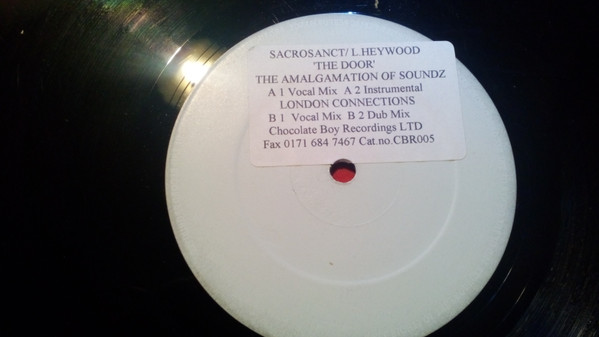 SACROSANCT/ L.HEYWOOD
'THE DOOR'
THE AMALGAMATION OF SOUNDZ
A 1 Vocal Mix A 2 Instrumental
LONDON CONNECTIONS
B 1 Vocal Mix B 2 Dub Mix
Chocolate Boy Recordings LTD
Fax 0171 684 7467 Cat.no.CBR005